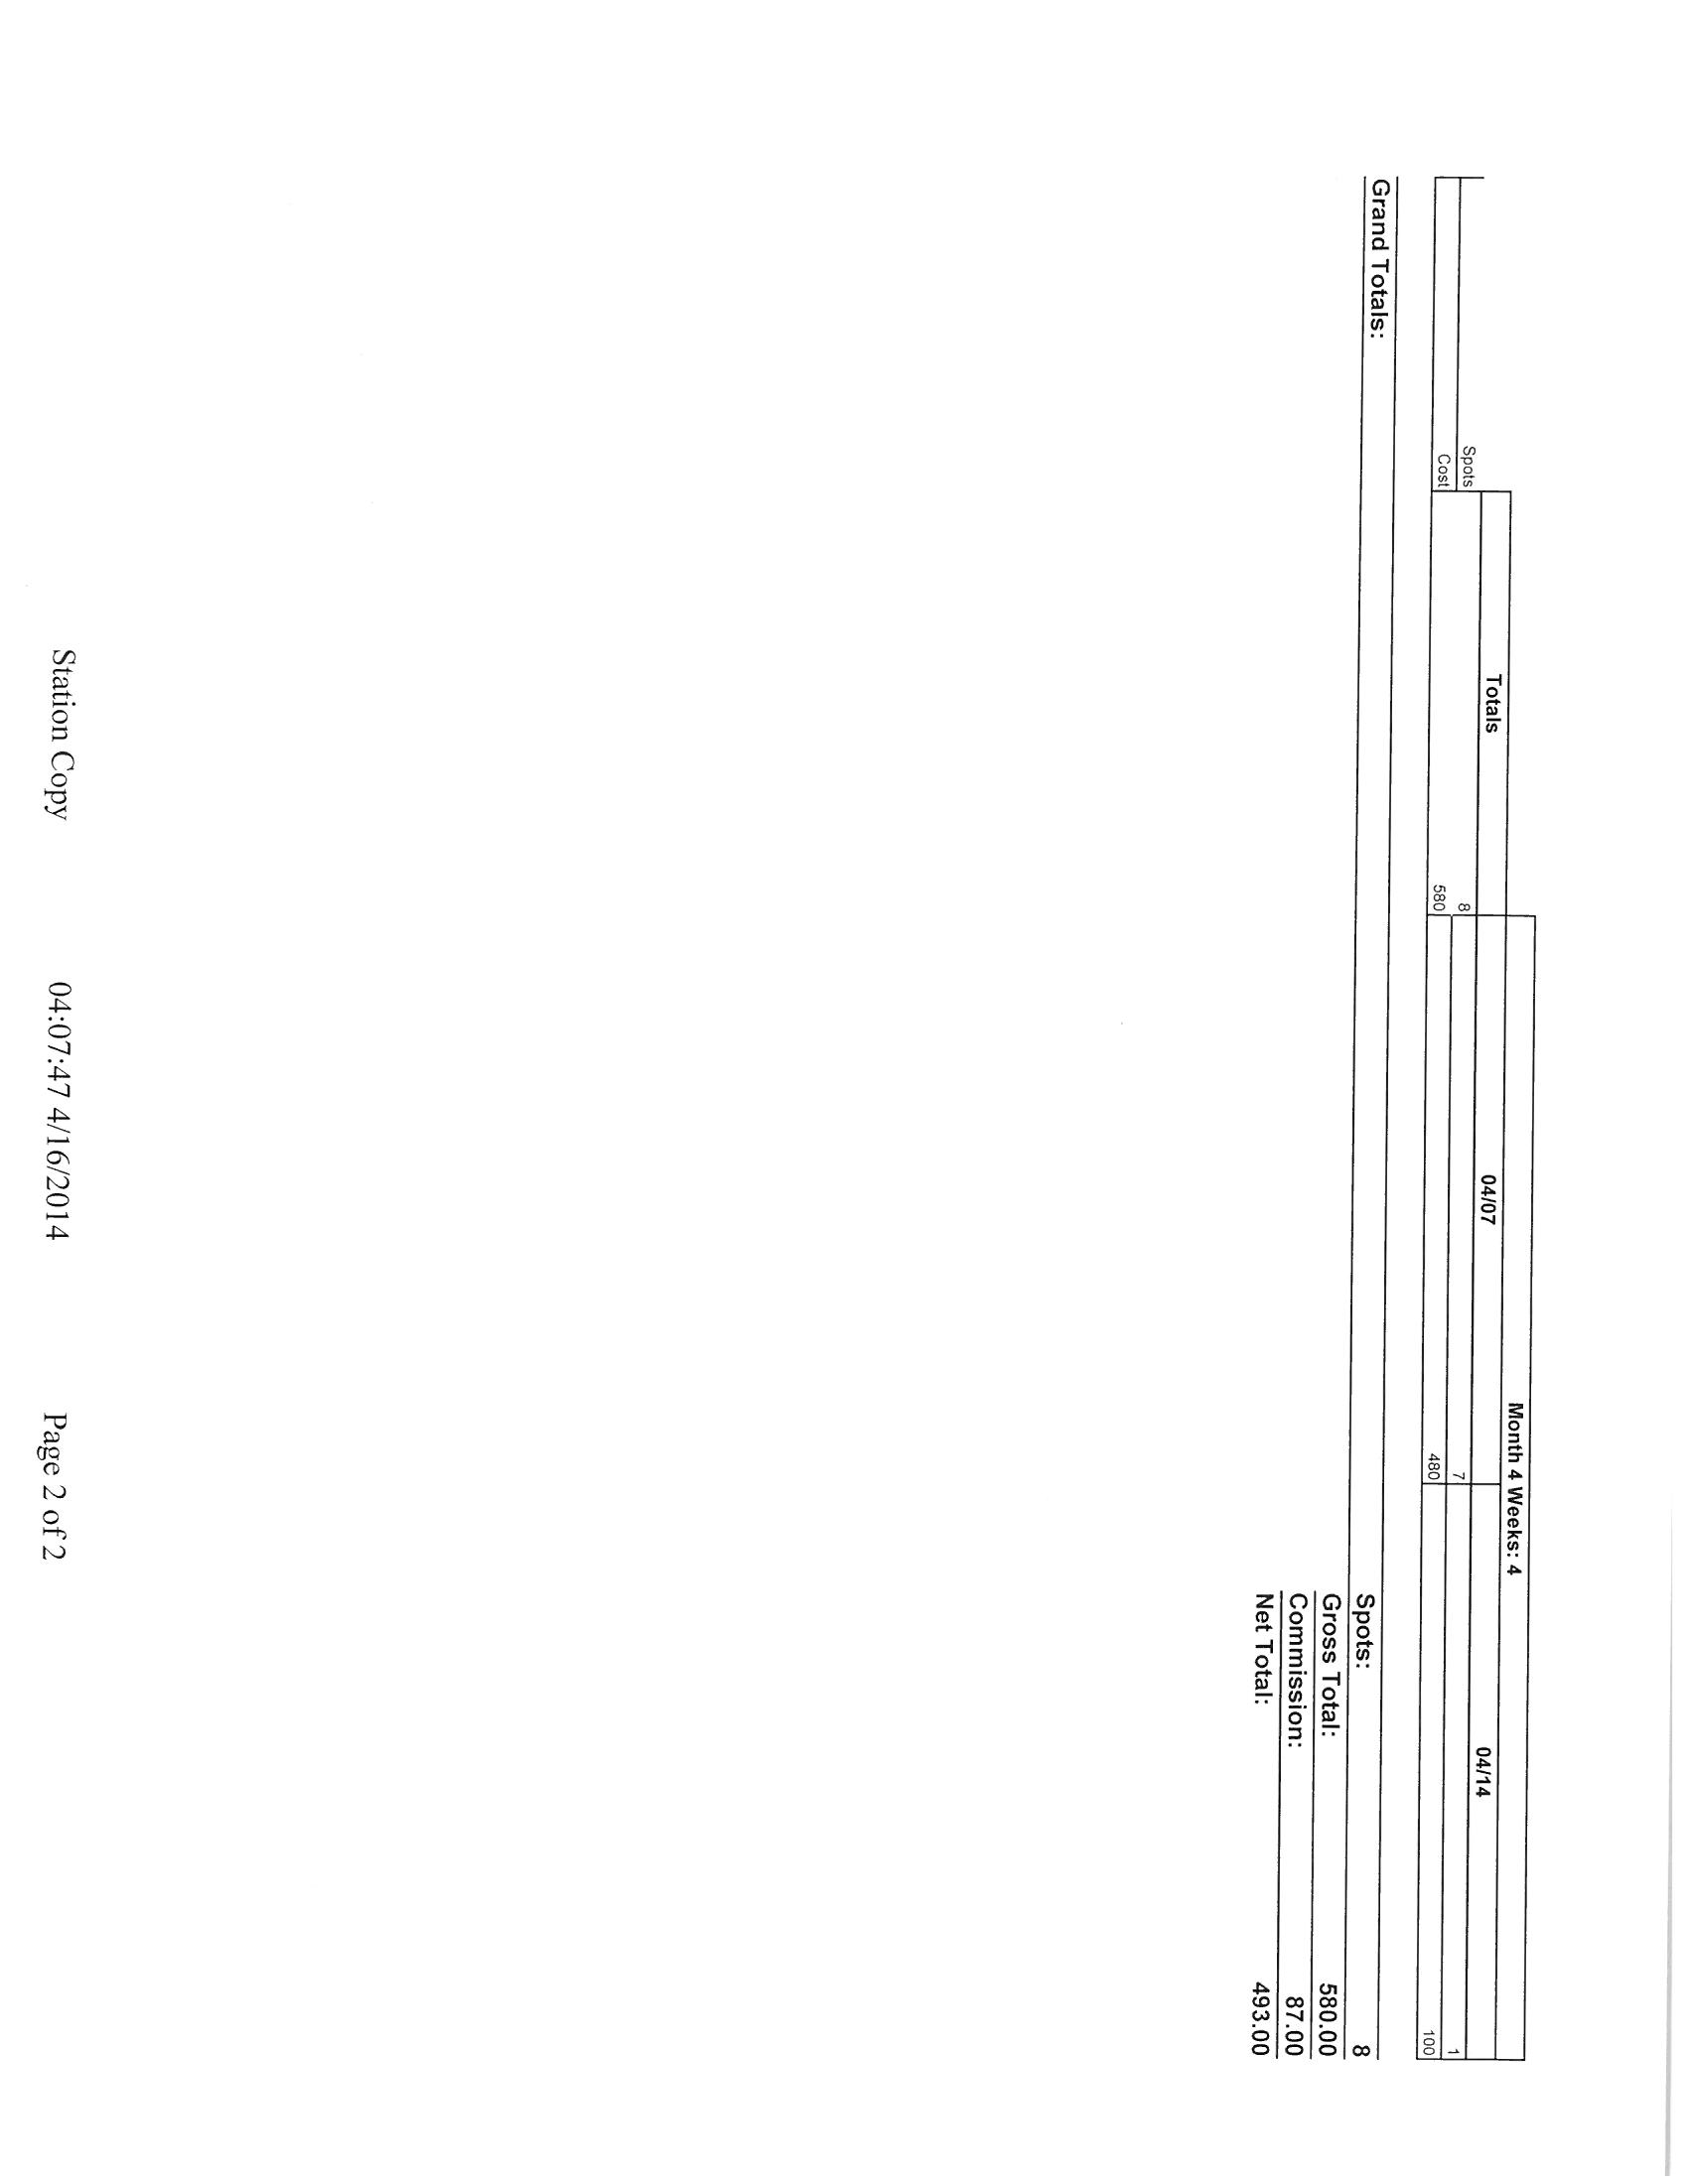 Month 4 Weeks: 4
Totals 04/07 04/14
Spots 8 7 1
Cost 580 480 100
Grand Totals: Spots: 8
Gross Total: 580.00
Commission: 87.00
Net Total: 493.00
Station Copy 04:07:47 4/16/2014 Page 2 of 2